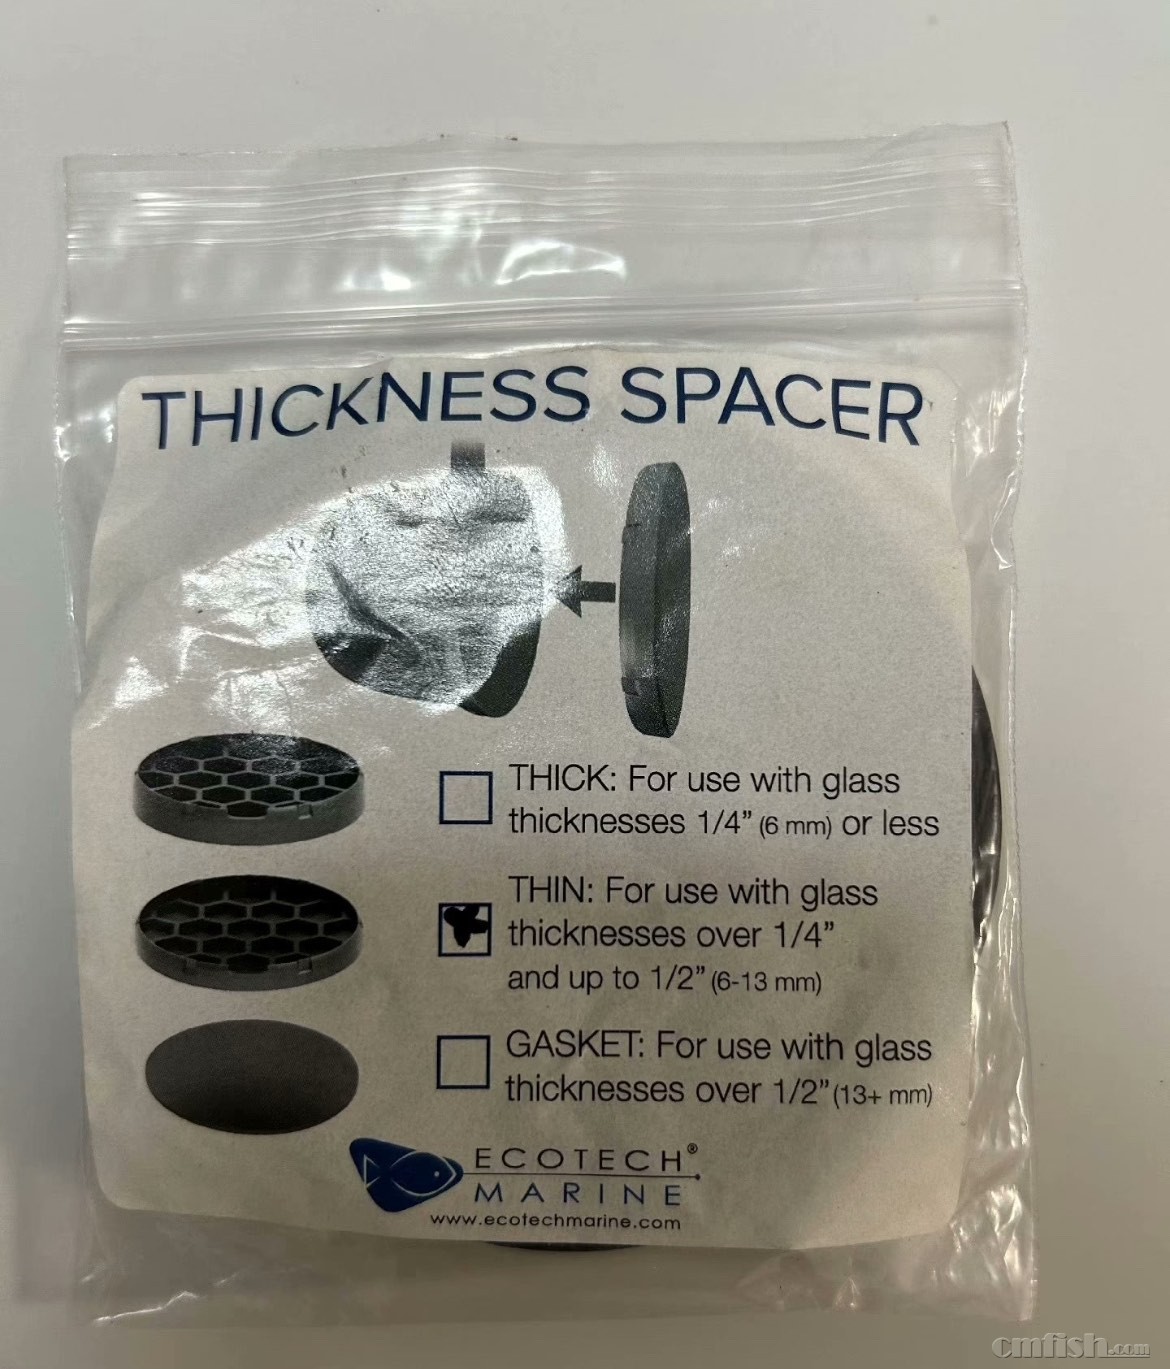 THICKNESS SPACER
THICK: For use with glass
thicknesses 1/4” (6 mm) or less
THIN: For use with glass
thicknesses over 1/4”
and up to 1/2” (6-13 mm)
GASKET: For use with glass
thicknesses over 1/2” (13+ mm)
ECOTECH®
MARINE
www.ecotechmarine.com
cmfish.com